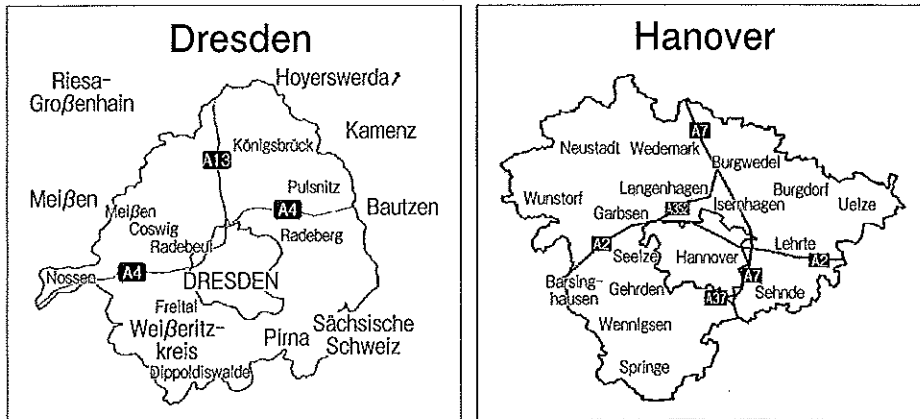 Dresden
Riesa-
Großenhain
Hoyerswerda
Kamenz
Königsbrück
A13
Pulsnitz
Meißen
A4
Bautzen
Meißen
Coswig
Radebeul
Radeberg
Nossen
A4
DRESDEN
Freital
Weißeritz-
kreis
Pirna
Sächsische
Schweiz
Dippoldiswalde
Hanover
A7
Neustadt
Wedemark
Burgwedel
Wunstorf
Langenhagen
Burgdorf
Uelze
A352
Isernhagen
Garbsen
A2
Seelze
Hannover
Lehrte
A2
Barsing-
hausen
Gehrden
A37
A7
Sehnde
Wennigsen
Springe